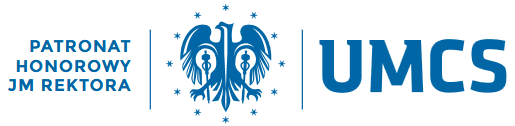 PATRONAT
HONOROWY
JM REKTORA
UMCS